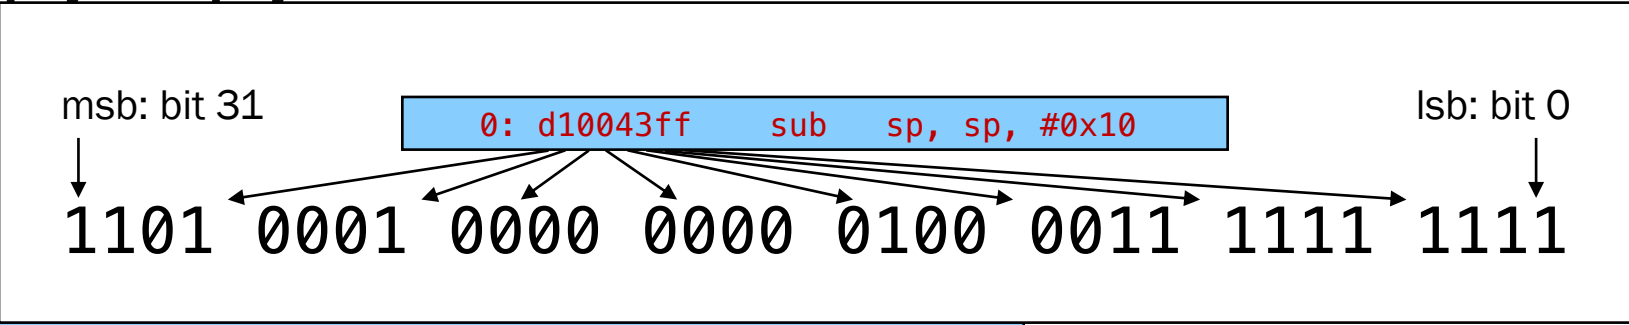 msb: bit 31
0: d10043ff sub sp, sp, #0x10
lsb: bit 0
1101 0001 0000 0000 0100 0011 1111 1111